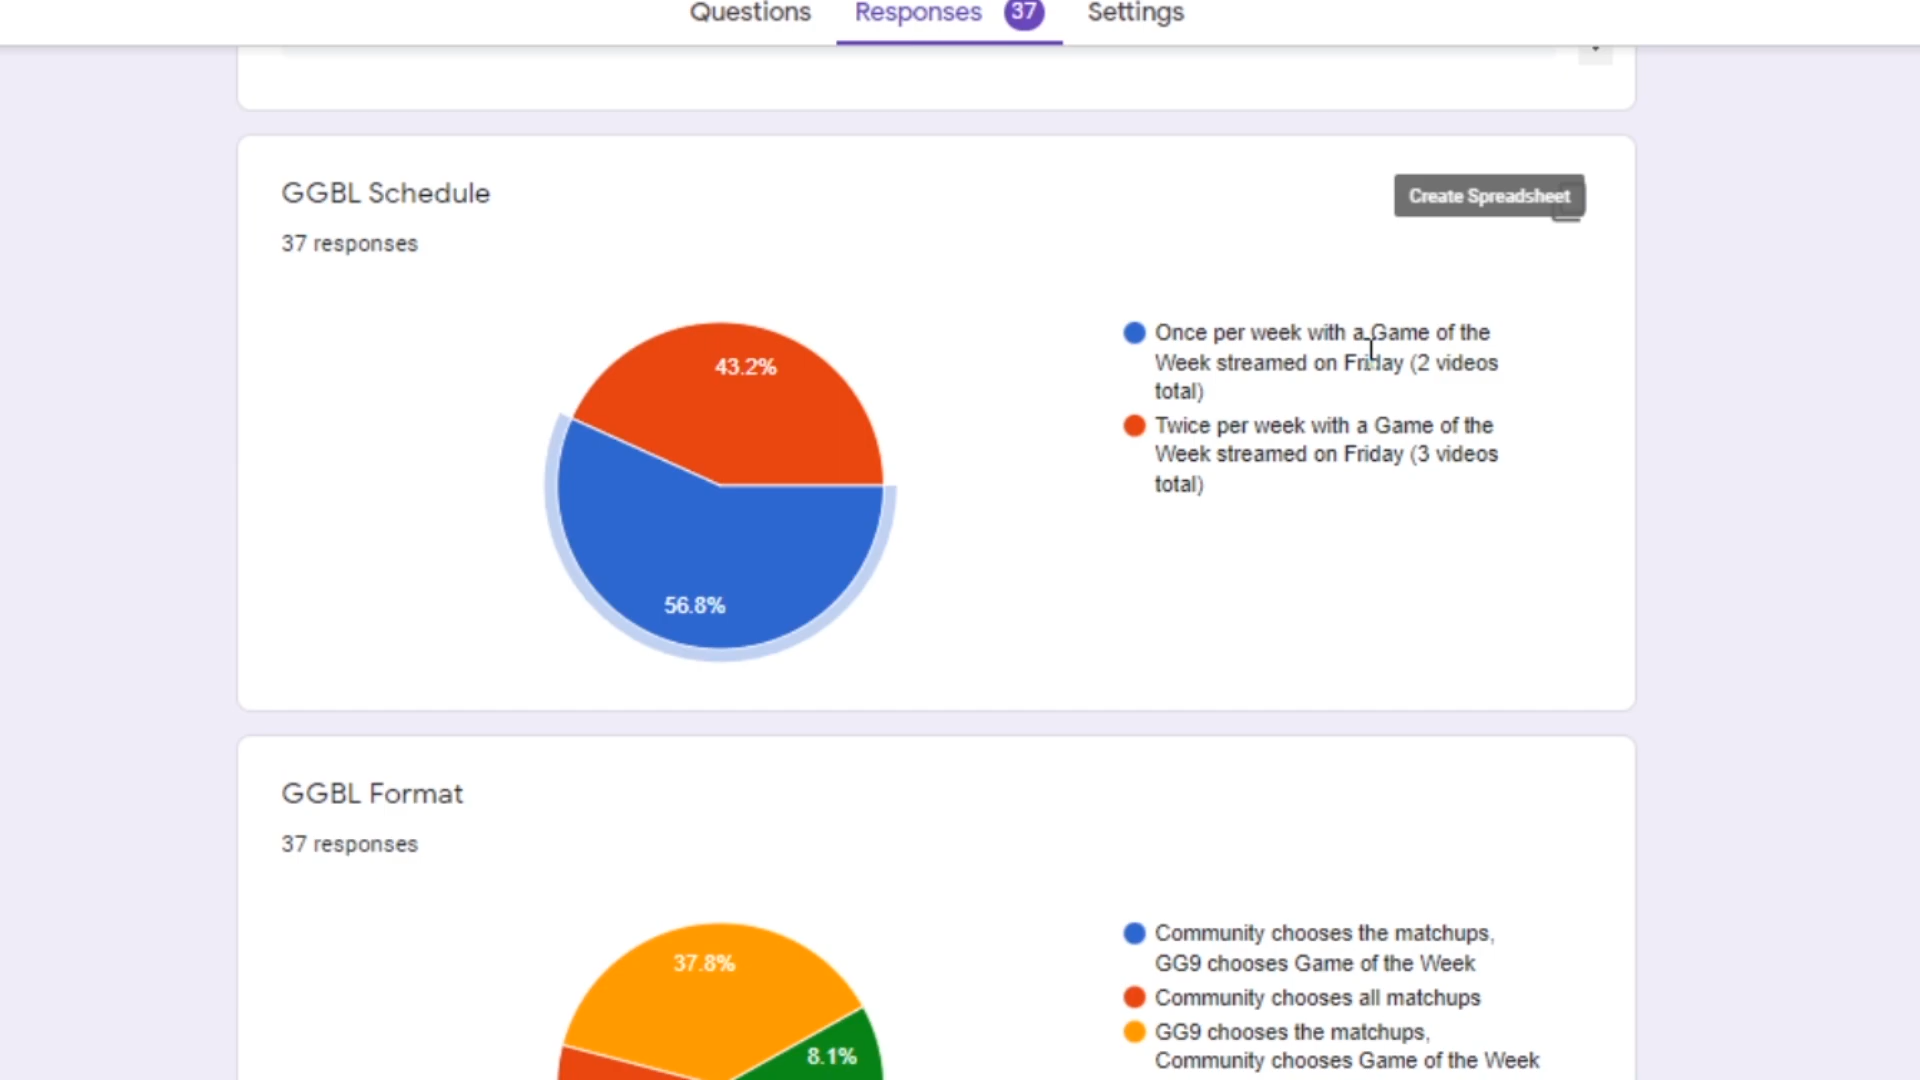 Questions
Responses 37
Settings
GGBL Schedule
Create Spreadsheet
37 responses
43.2%
56.8%
Once per week with a Game of the
Week streamed on Friday (2 videos
total)
Twice per week with a Game of the
Week streamed on Friday (3 videos
total)
GGBL Format
37 responses
37.8%
8.1%
Community chooses the matchups,
GG9 chooses Game of the Week
Community chooses all matchups
GG9 chooses the matchups,
Community chooses Game of the Week